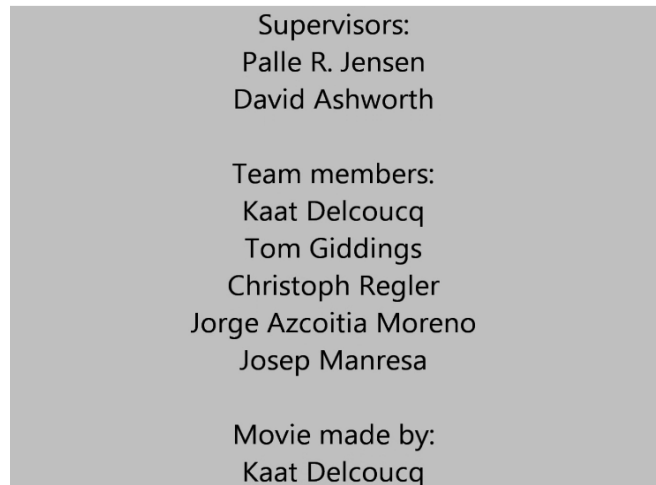 Supervisors:
Palle R. Jensen
David Ashworth
Team members:
Kaat Delcoucq
Tom Giddings
Christoph Regler
Jorge Azcoitia Moreno
Josep Manresa
Movie made by:
Kaat Delcoucq